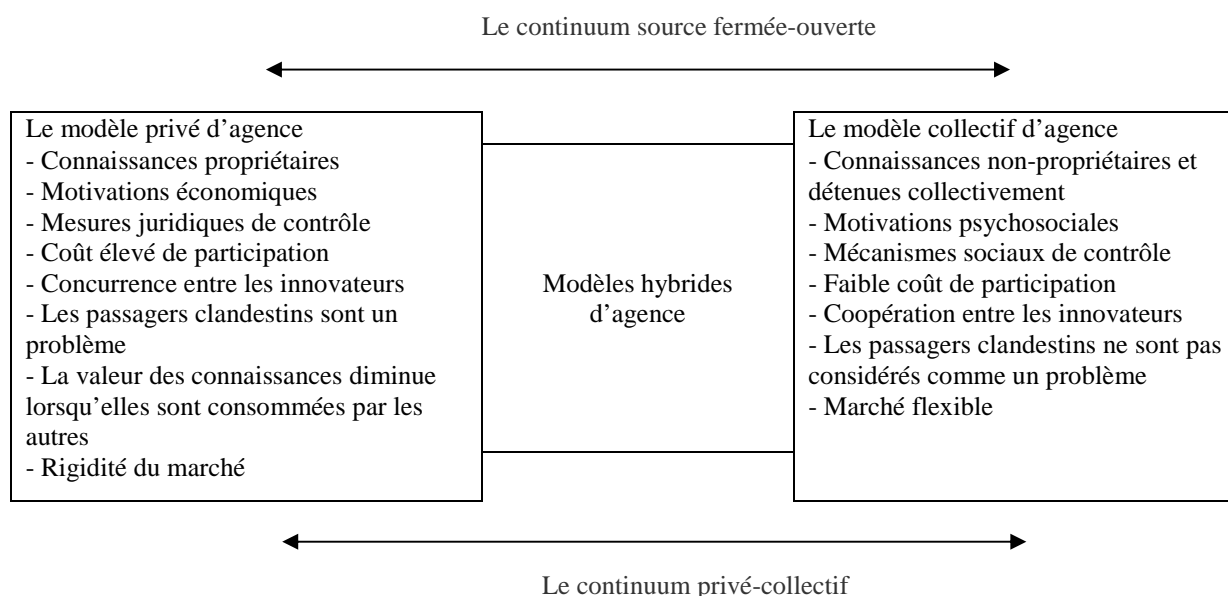 Le continuum source fermée-ouverte
Le modèle privé d’agence
- Connaissances propriétaires
- Motivations économiques
- Mesures juridiques de contrôle
- Coût élevé de participation
- Concurrence entre les innovateurs
- Les passagers clandestins sont un
problème
- La valeur des connaissances diminue
lorsqu’elles sont consommées par les
autres
- Rigidité du marché
Modèles hybrides
d’agence
Le modèle collectif d’agence
- Connaissances non-propriétaires et
détenues collectivement
- Motivations psychosociales
- Mécanismes sociaux de contrôle
- Faible coût de participation
- Coopération entre les innovateurs
- Les passagers clandestins ne sont pas
considérés comme un problème
- Marché flexible
Le continuum privé-collectif